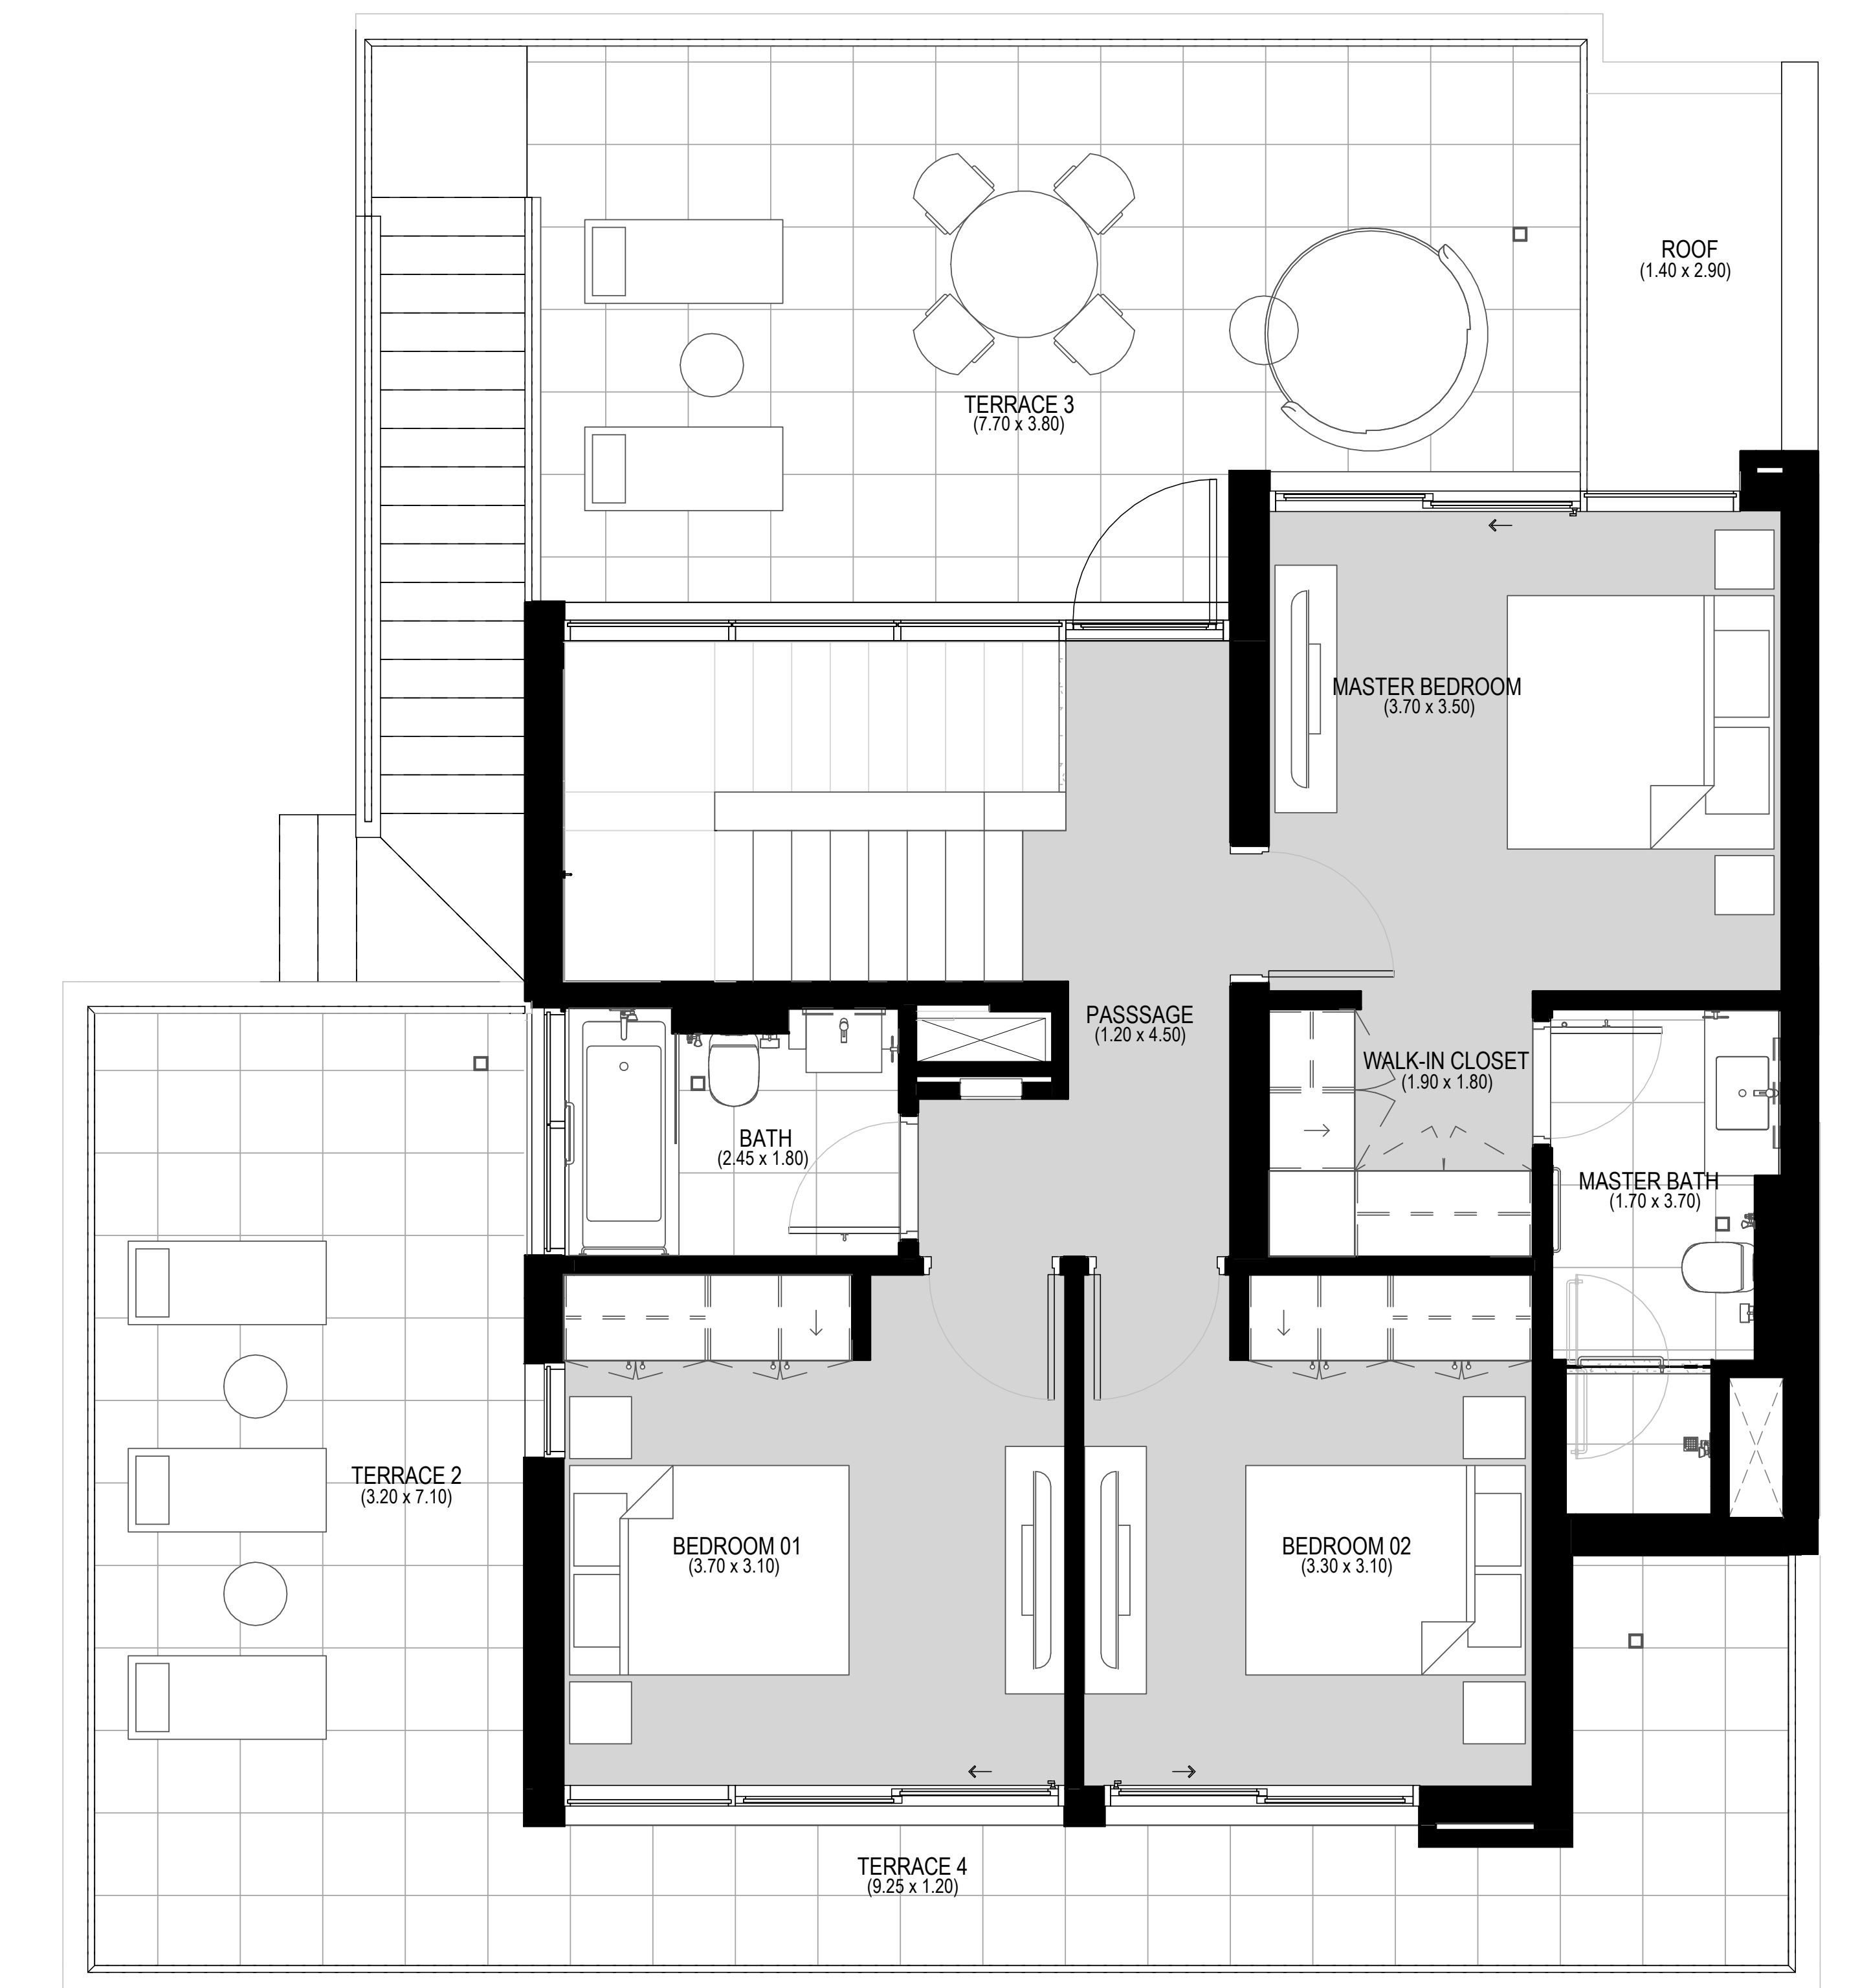 ROOF
(1.40 x 2.90)
TERRACE 3
(7.70 x 3.80)
MASTER BEDROOM
(3.70 x 3.50)
PASSSAGE
(1.20 x 4.50)
WALK-IN CLOSET
(1.90 x 1.80)
BATH
(2.45 x 1.80)
MASTER BATH
(1.70 x 3.70)
TERRACE 2
(3.20 x 7.10)
BEDROOM 01
(3.70 x 3.10)
BEDROOM 02
(3.30 x 3.10)
TERRACE 4
(9.25 x 1.20)